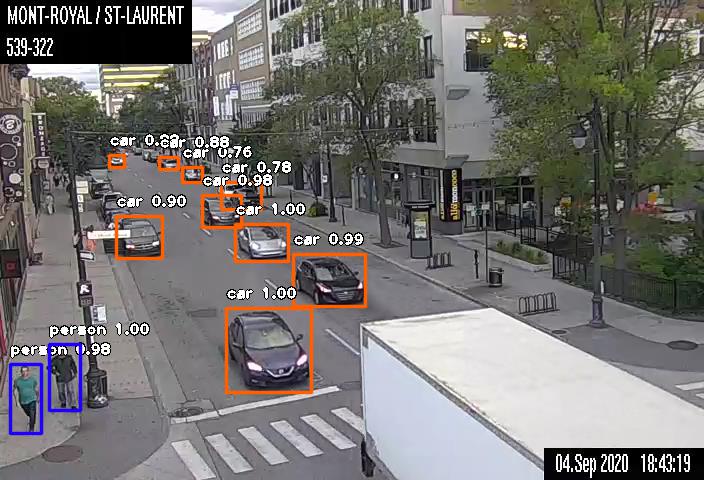 MONT-ROYAL / ST-LAURENT
539-322
car 0.88
car 0.76
car 0.78
car 0.98
car 0.90
car 1.00
car 0.99
car 1.00
person 1.00
person 0.98
04.Sep 2020 18:43:19